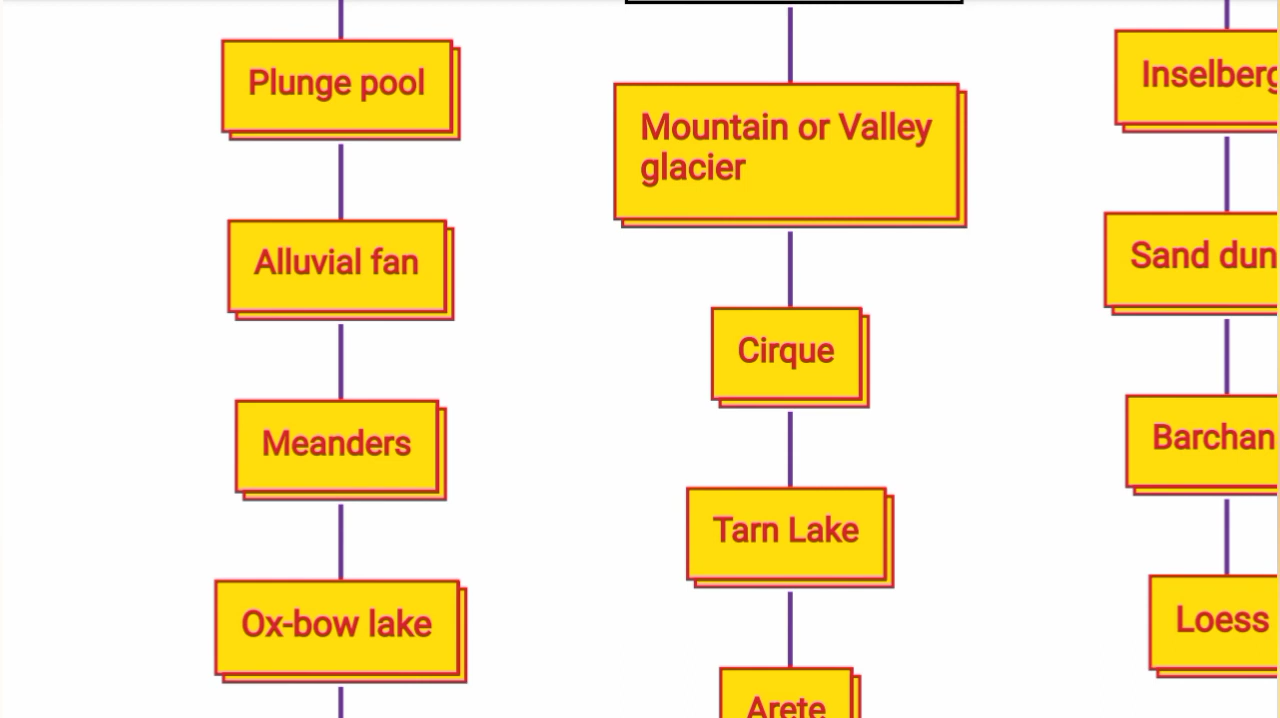 Plunge pool
Alluvial fan
Meanders
Ox-bow lake
Mountain or Valley
glacier
Cirque
Tarn Lake
Arete
Inselberg
Sand dun
Barchan
Loess